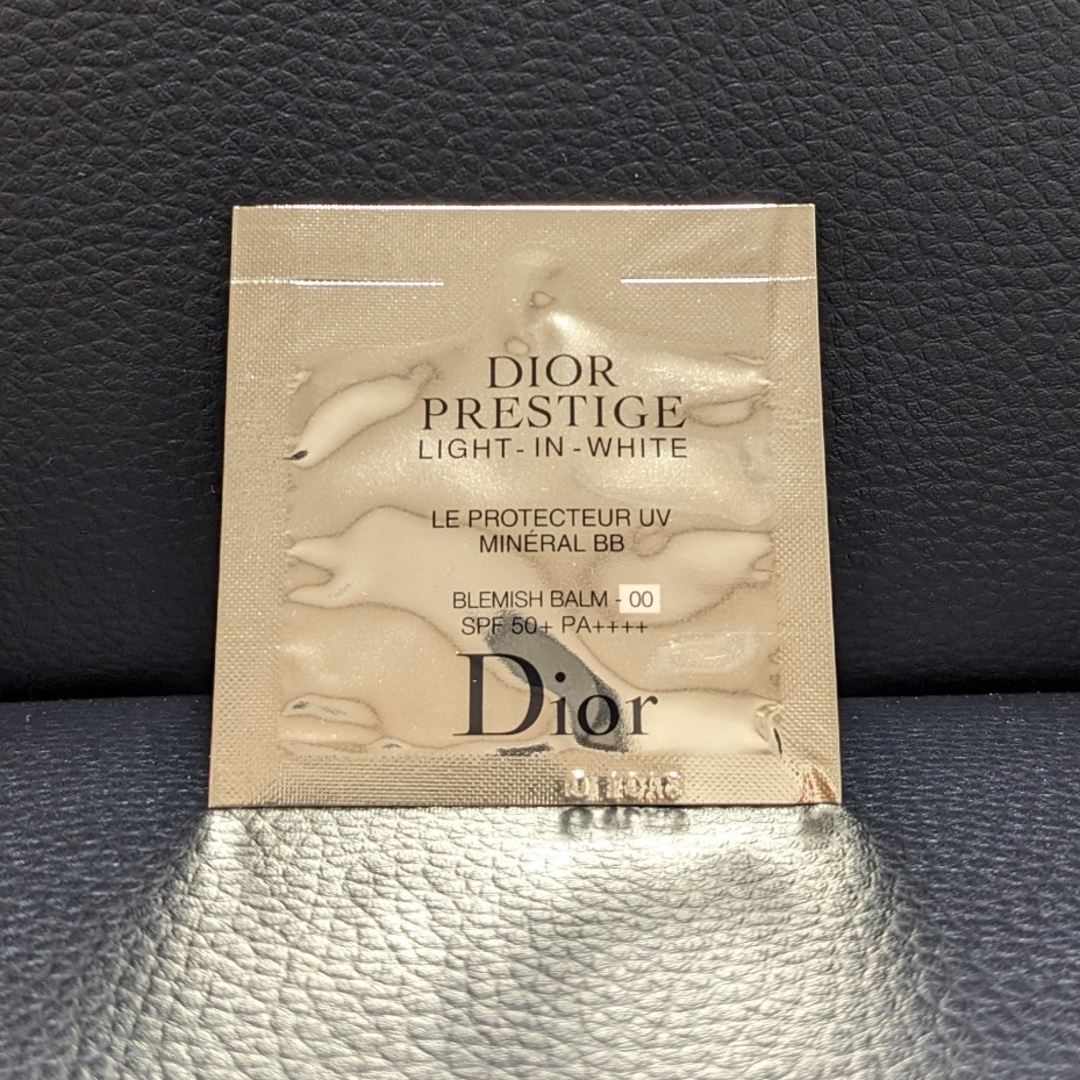 DIOR
PRESTIGE
LIGHT-IN-WHITE
LE PROTECTEUR UV
MINÉRAL BB
BLEMISH BALM - 00
SPF 50+ PA++++
Dior